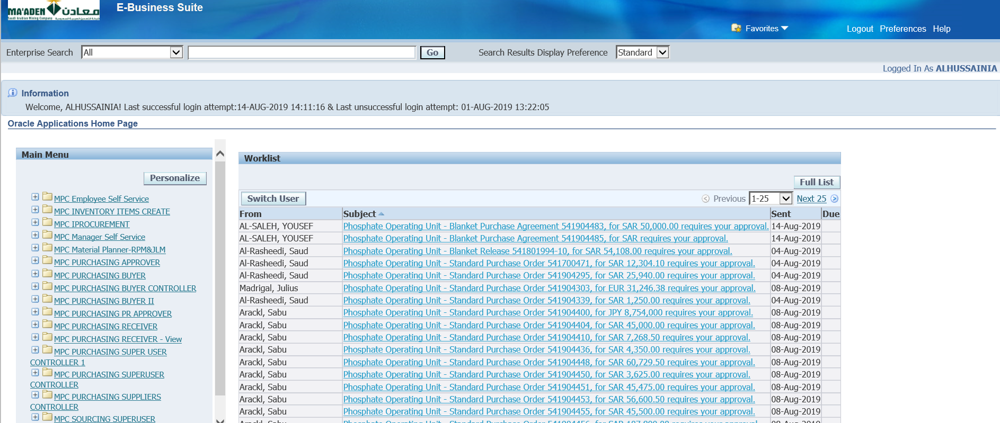 MA'ADEN معادن
Saudi Arabian Mining Company شركة التعدين العربية السعودية
E-Business Suite
Favorites
Logout Preferences Help
Enterprise Search All Go Search Results Display Preference Standard
Logged In As ALHUSSAINIA
Information
Welcome, ALHUSSAINIA! Last successful login attempt:14-AUG-2019 14:11:16 & Last unsuccessful login attempt: 01-AUG-2019 13:22:05
Oracle Applications Home Page
Main Menu
Personalize
MPC Employee Self Service
MPC INVENTORY ITEMS CREATE
MPC IPROCUREMENT
MPC Manager Self Service
MPC Material Planner-RPM&JLM
MPC PURCHASING APPROVER
MPC PURCHASING BUYER
MPC PURCHASING BUYER CONTROLLER
MPC PURCHASING BUYER II
MPC PURCHASING PR APPROVER
MPC PURCHASING RECEIVER
MPC PURCHASING RECEIVER - View
MPC PURCHASING SUPER USER
CONTROLLER 1
MPC PURCHASING SUPERUSER
CONTROLLER
MPC PURCHASING SUPPLIERS
CONTROLLER
MPC SOURCING SUPERUSER
Worklist
Full List
Switch User Previous 1-25 Next 25
From Subject Sent Due
AL-SALEH, YOUSEF Phosphate Operating Unit - Blanket Purchase Agreement 541904483, for SAR 50,000.00 requires your approval. 14-Aug-2019
AL-SALEH, YOUSEF Phosphate Operating Unit - Blanket Purchase Agreement 541904485, for SAR requires your approval. 14-Aug-2019
Al-Rasheedi, Saud Phosphate Operating Unit - Blanket Release 541801994-10, for SAR 54,108.00 requires your approval. 04-Aug-2019
Al-Rasheedi, Saud Phosphate Operating Unit - Standard Purchase Order 541700471, for SAR 12,304.10 requires your approval. 04-Aug-2019
Al-Rasheedi, Saud Phosphate Operating Unit - Standard Purchase Order 541904295, for SAR 25,940.00 requires your approval. 04-Aug-2019
Madrigal, Julius Phosphate Operating Unit - Standard Purchase Order 541904303, for EUR 31,246.38 requires your approval. 08-Aug-2019
Al-Rasheedi, Saud Phosphate Operating Unit - Standard Purchase Order 541904339, for SAR 1,250.00 requires your approval. 04-Aug-2019
Arackl, Sabu Phosphate Operating Unit - Standard Purchase Order 541904400, for JPY 8,754,000 requires your approval. 08-Aug-2019
Arackl, Sabu Phosphate Operating Unit - Standard Purchase Order 541904404, for SAR 45,000.00 requires your approval. 08-Aug-2019
Arackl, Sabu Phosphate Operating Unit - Standard Purchase Order 541904410, for SAR 7,268.50 requires your approval. 08-Aug-2019
Arackl, Sabu Phosphate Operating Unit - Standard Purchase Order 541904436, for SAR 4,350.00 requires your approval. 08-Aug-2019
Arackl, Sabu Phosphate Operating Unit - Standard Purchase Order 541904448, for SAR 60,729.50 requires your approval. 08-Aug-2019
Arackl, Sabu Phosphate Operating Unit - Standard Purchase Order 541904450, for SAR 3,625.00 requires your approval. 08-Aug-2019
Arackl, Sabu Phosphate Operating Unit - Standard Purchase Order 541904451, for SAR 45,475.00 requires your approval. 08-Aug-2019
Arackl, Sabu Phosphate Operating Unit - Standard Purchase Order 541904453, for SAR 56,600.50 requires your approval. 08-Aug-2019
Arackl, Sabu Phosphate Operating Unit - Standard Purchase Order 541904455, for SAR 45,500.00 requires your approval. 08-Aug-2019